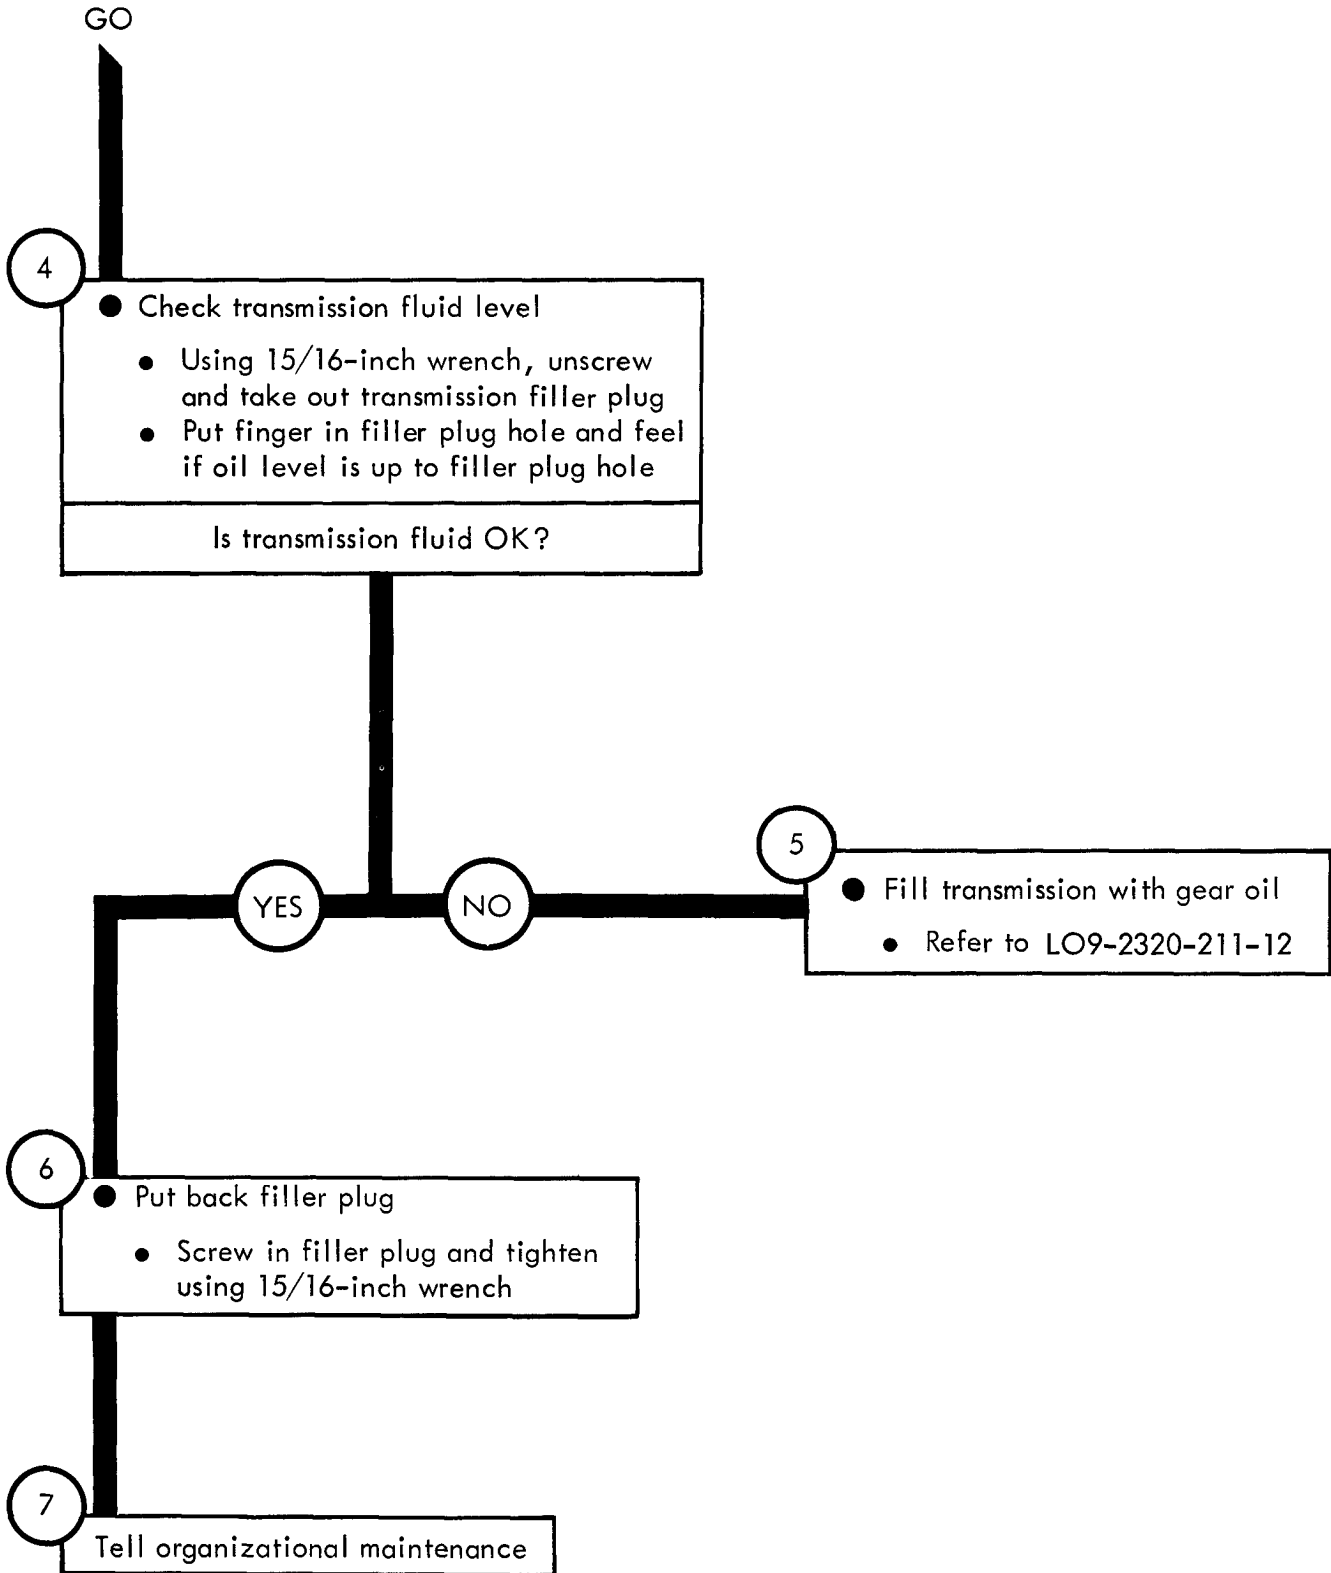 GO
4
● Check transmission fluid level
● Using 15/16-inch wrench, unscrew
and take out transmission filler plug
● Put finger in filler plug hole and feel
if oil level is up to filler plug hole
Is transmission fluid OK?
YES
NO
5
● Fill transmission with gear oil
● Refer to LO9-2320-211-12
6
● Put back filler plug
● Screw in filler plug and tighten
using 15/16-inch wrench
7
Tell organizational maintenance